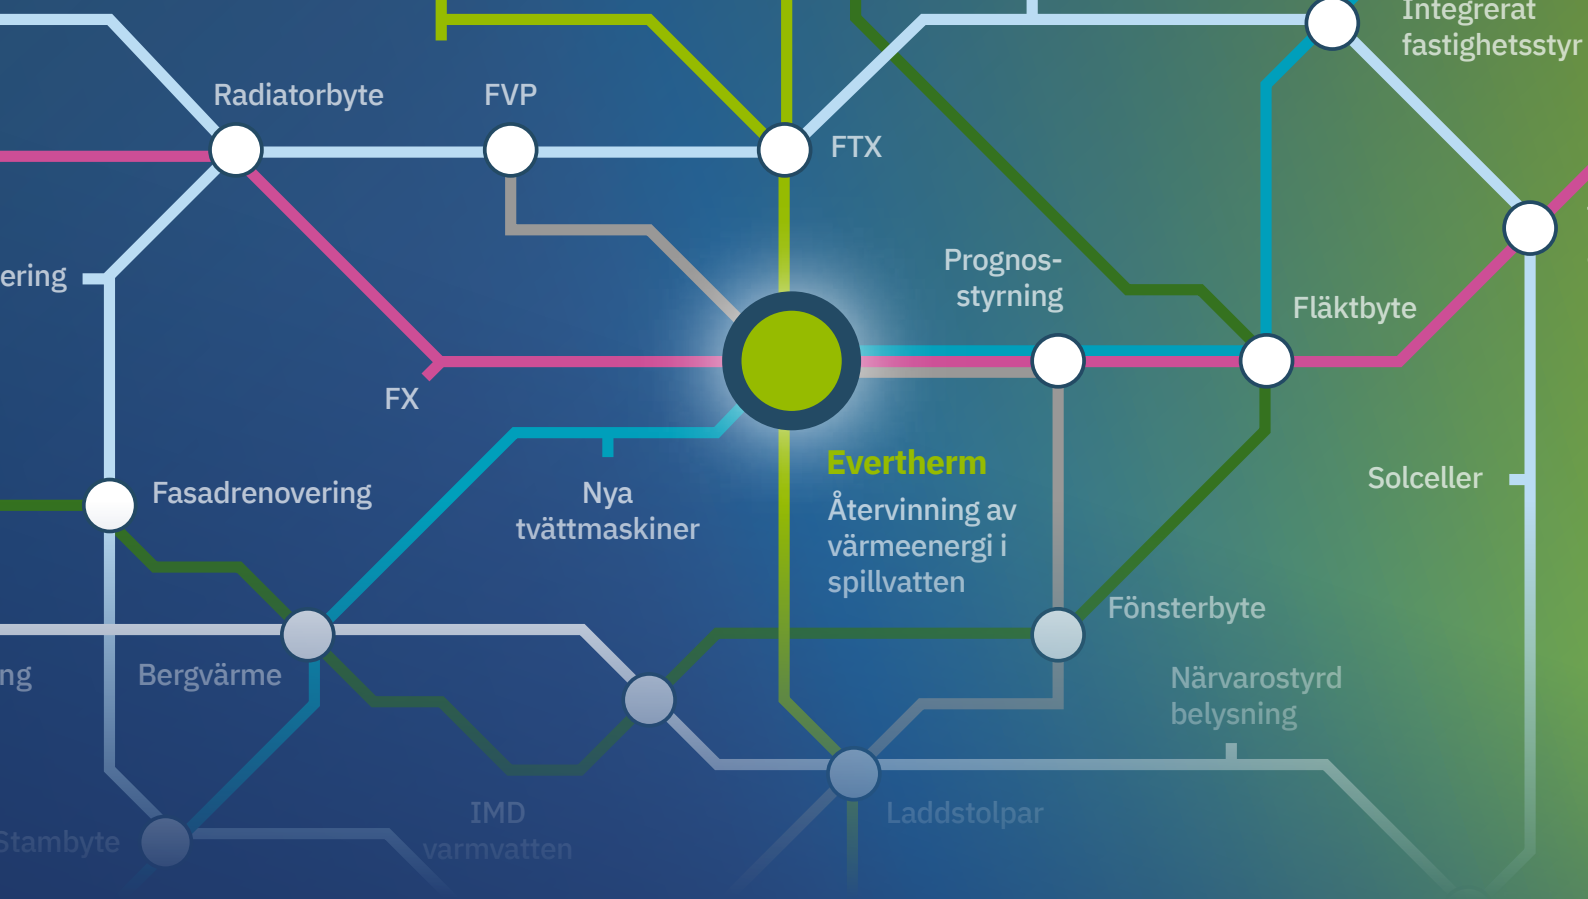 Integrerat
fastighetsstyr
Radiatorbyte
FVP
FTX
Prognos-
styrning
ering
Fläktbyte
FX
Evertherm
Återvinning av
värmeenergi i
spillvatten
Solceller
Fasadrenovering
Nya
tvättmaskiner
Fönsterbyte
ng
Bergvärme
Närvarostyrd
belysning
IMD
varmvatten
Laddstolpar
Stambyte